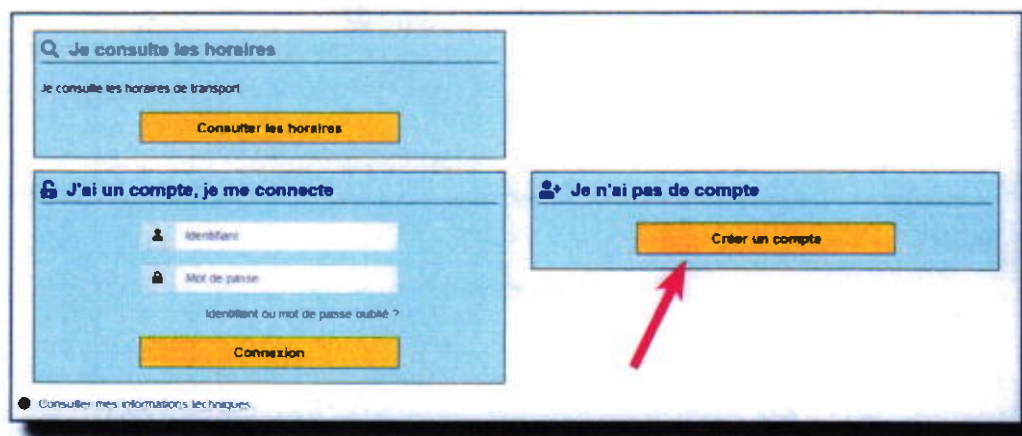 Je consulte les horaires
Je consulte les horaires de transport
Consulter les horaires
J'ai un compte, je me connecte
Identifiant
Mot de passe
Identifiant ou mot de passe oublié ?
Connexion
Je n'ai pas de compte
Créer un compte
Consulter mes informations techniques